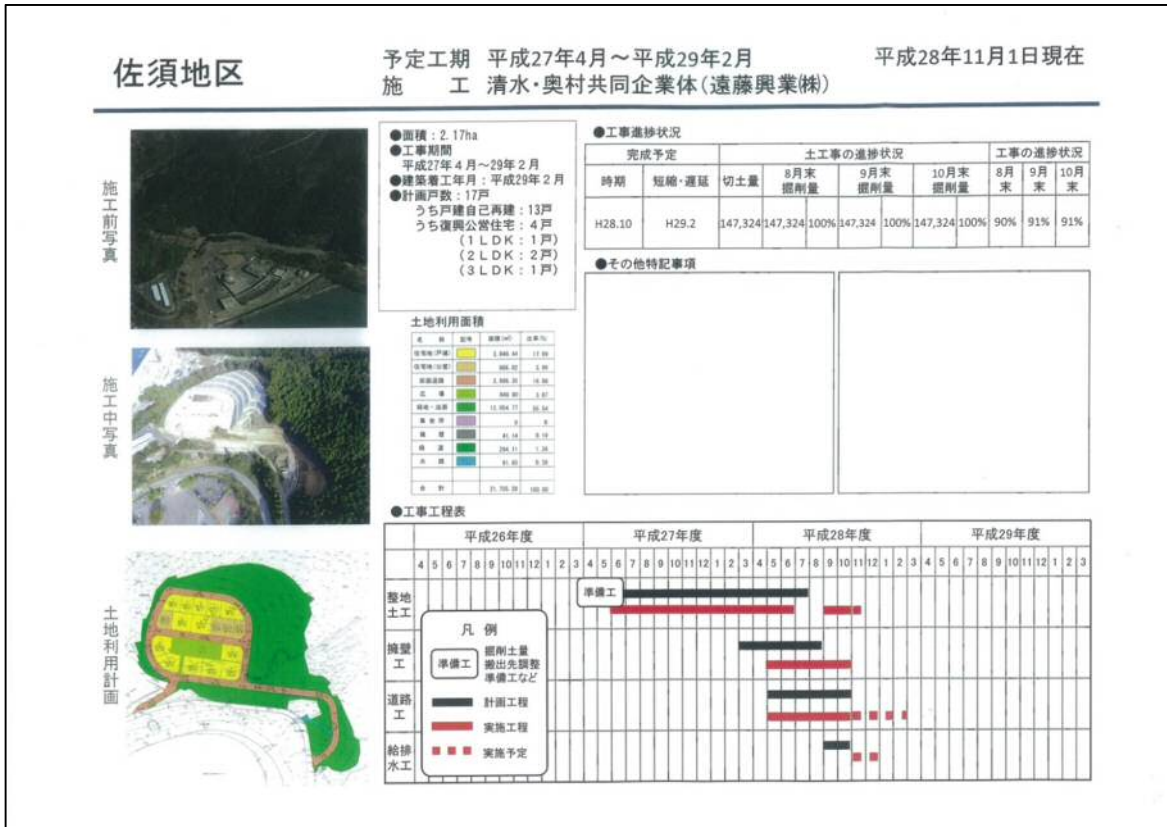 佐須地区
予定工期 平成27年4月～平成29年2月
平成28年11月1日現在
施 工 清水・奥村共同企業体(遠藤興業㈱)
施工前写真
●面積：2.17ha
●工事期間
平成27年4月～29年2月
●建築着工年月：平成29年2月
●計画戸数：17戸
うち戸建自己再建：13戸
うち復興公営住宅：4戸
(1LDK：1戸)
(2LDK：2戸)
(3LDK：1戸)
●工事進捗状況
完成予定 土工事の進捗状況 工事の進捗状況
時期 短縮・遅延 切土量 8月末掘削量 9月末掘削量 10月末掘削量 8月末 9月末 10月末
H28.10 H29.2 147,324 147,324 100% 147,324 100% 147,324 100% 90% 91% 91%
●その他特記事項
土地利用面積
施工中写真
土地利用計画
●工事工程表
平成26年度 平成27年度 平成28年度 平成29年度
4 5 6 7 8 9 10 11 12 1 2 3 4 5 6 7 8 9 10 11 12 1 2 3 4 5 6 7 8 9 10 11 12 1 2 3 4 5 6 7 8 9 10 11 12 1 2 3
整地土工
準備工
擁壁工
道路工
給排水工
凡 例
準備工 掘削土量
搬出先調整
準備工など
計画工程
実施工程
実施予定